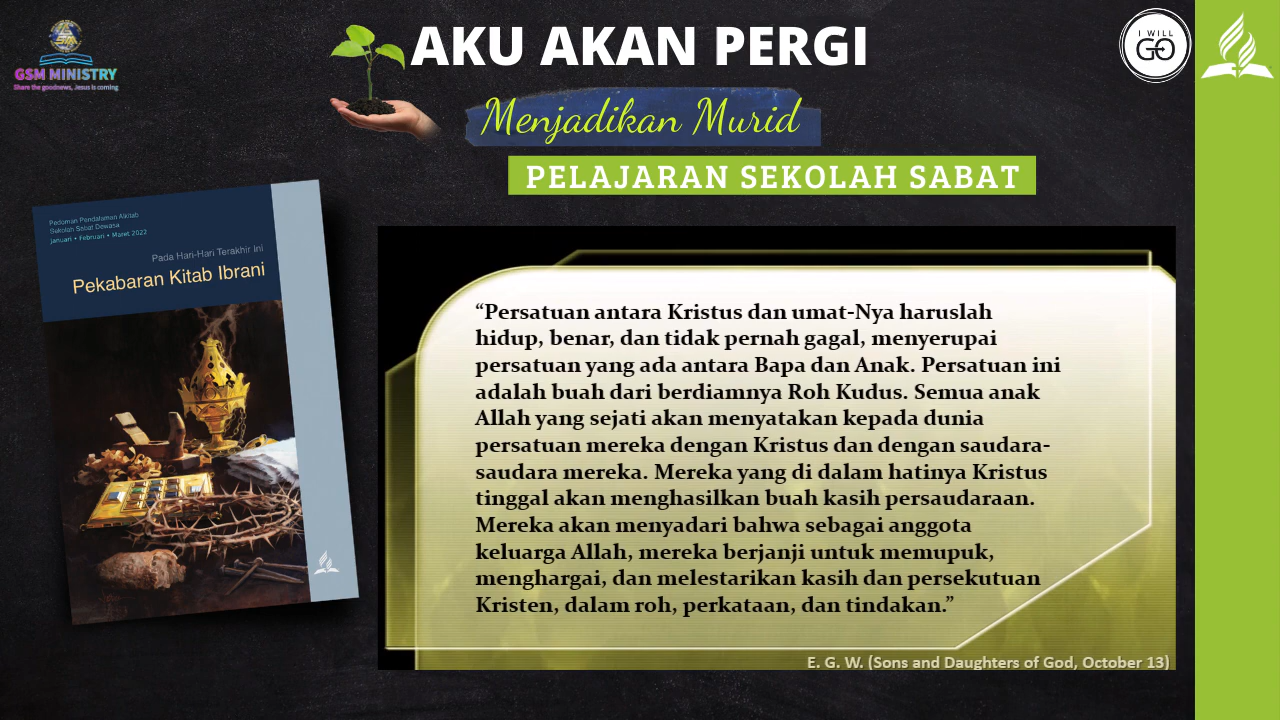 GSM MINISTRY
Share the goodnews, Jesus is coming
AKU AKAN PERGI
Menjadikan Murid
PELAJARAN SEKOLAH SABAT
I WILL
GO
Pedoman Pendalaman Alkitab
Sekolah Sabat Dewasa
Januari • Februari • Maret 2022
Pada Hari-Hari Terakhir Ini
Pekabaran Kitab Ibrani
“Persatuan antara Kristus dan umat-Nya haruslah
hidup, benar, dan tidak pernah gagal, menyerupai
persatuan yang ada antara Bapa dan Anak. Persatuan ini
adalah buah dari berdiamnya Roh Kudus. Semua anak
Allah yang sejati akan menyatakan kepada dunia
persatuan mereka dengan Kristus dan dengan saudara-
saudara mereka. Mereka yang di dalam hatinya Kristus
tinggal akan menghasilkan buah kasih persaudaraan.
Mereka akan menyadari bahwa sebagai anggota
keluarga Allah, mereka berjanji untuk memupuk,
menghargai, dan melestarikan kasih dan persekutuan
Kristen, dalam roh, perkataan, dan tindakan.”
E. G. W. (Sons and Daughters of God, October 13)